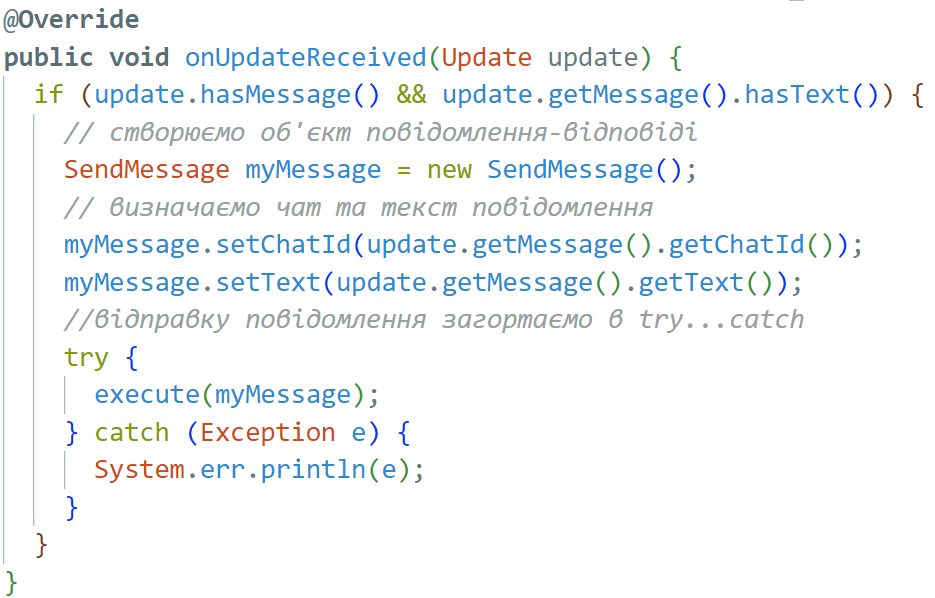 @Override
public void onUpdateReceived(Update update) {
if (update.hasMessage() && update.getMessage().hasText()) {
// створюємо об'єкт повідомлення-відповіді
SendMessage myMessage = new SendMessage();
// визначаємо чат та текст повідомлення
myMessage.setChatId(update.getMessage().getChatId());
myMessage.setText(update.getMessage().getText());
//відправку повідомлення загортаємо в try...catch
try {
execute(myMessage);
} catch (Exception e) {
System.err.println(e);
}
}
}